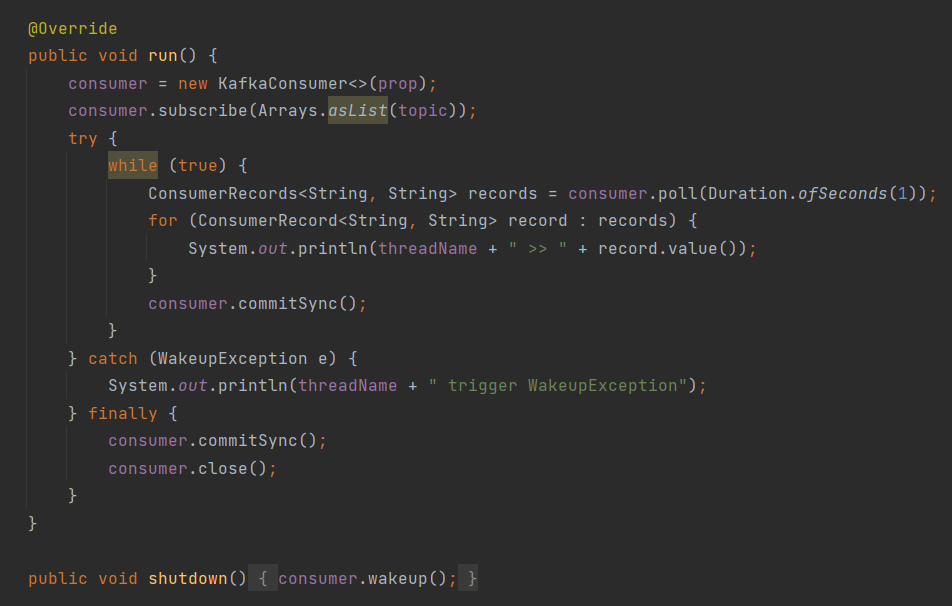 @Override
public void run() {
    consumer = new KafkaConsumer<>(prop);
    consumer.subscribe(Arrays.asList(topic));
    try {
        while (true) {
            ConsumerRecords<String, String> records = consumer.poll(Duration.ofSeconds(1));
            for (ConsumerRecord<String, String> record : records) {
                System.out.println(threadName + " >> " + record.value());
            }
            consumer.commitSync();
        }
    } catch (WakeupException e) {
        System.out.println(threadName + " trigger WakeupException");
    } finally {
        consumer.commitSync();
        consumer.close();
    }
}
public void shutdown() { consumer.wakeup(); }